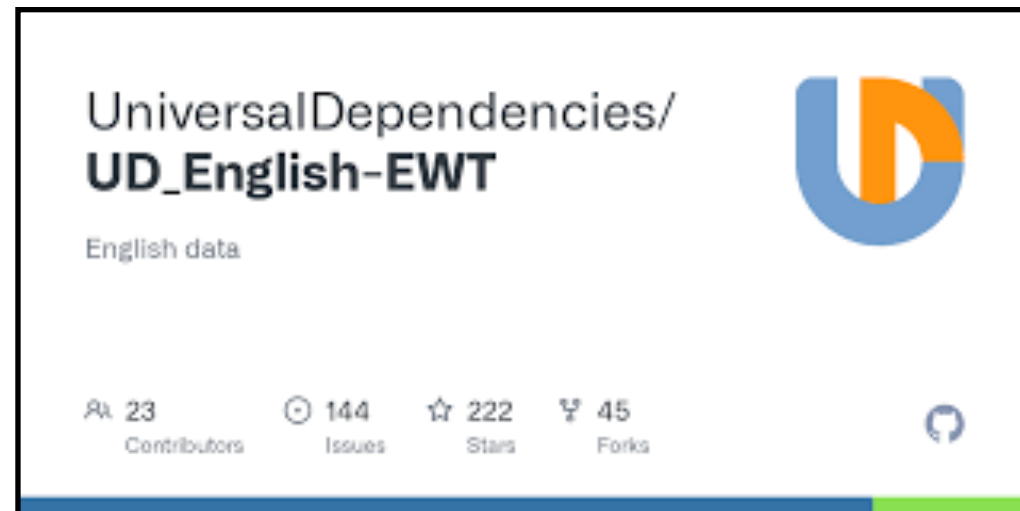 UniversalDependencies/
UD_English-EWT
English data
23 144 222 45
Contributors Issues Stars Forks